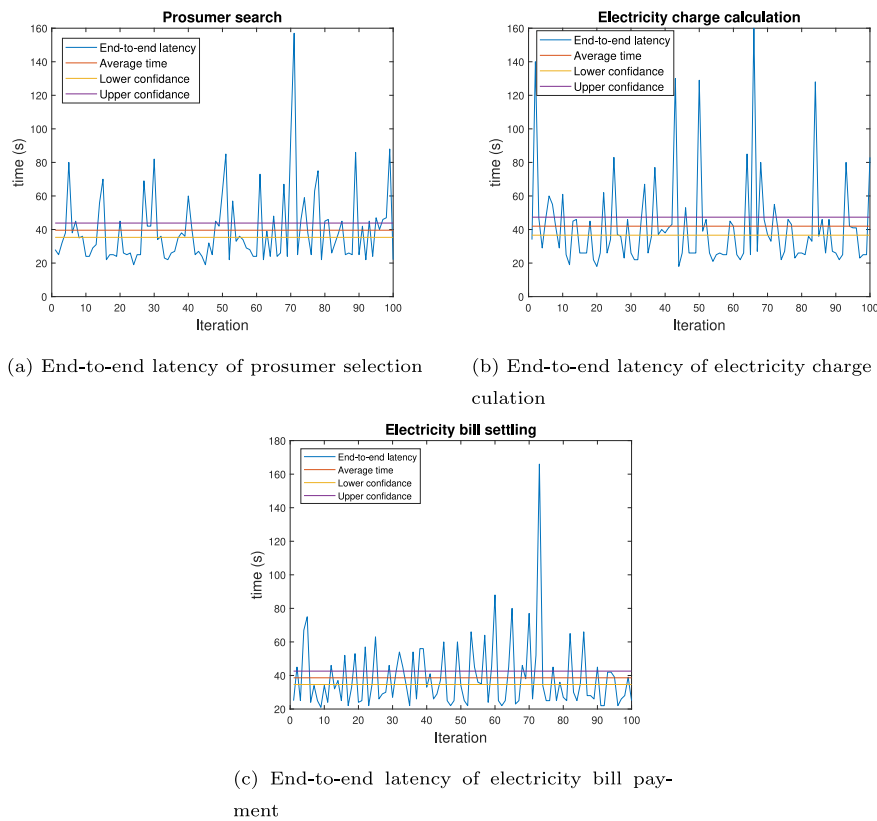 Prosumer search
End-to-end latency
Average time
Lower confidance
Upper confidance
160
140
120
100
80
60
40
20
0
time (s)
0 10 20 30 40 50 60 70 80 90 100
Iteration
(a) End-to-end latency of prosumer selection
Electricity charge calculation
End-to-end latency
Average time
Lower confidance
Upper confidance
160
140
120
100
80
60
40
20
0
time (s)
0 10 20 30 40 50 60 70 80 90 100
Iteration
(b) End-to-end latency of electricity charge
culation
Electricity bill settling
End-to-end latency
Average time
Lower confidance
Upper confidance
180
160
140
120
100
80
60
40
20
time (s)
0 10 20 30 40 50 60 70 80 90 100
Iteration
(c) End-to-end latency of electricity bill pay-
ment